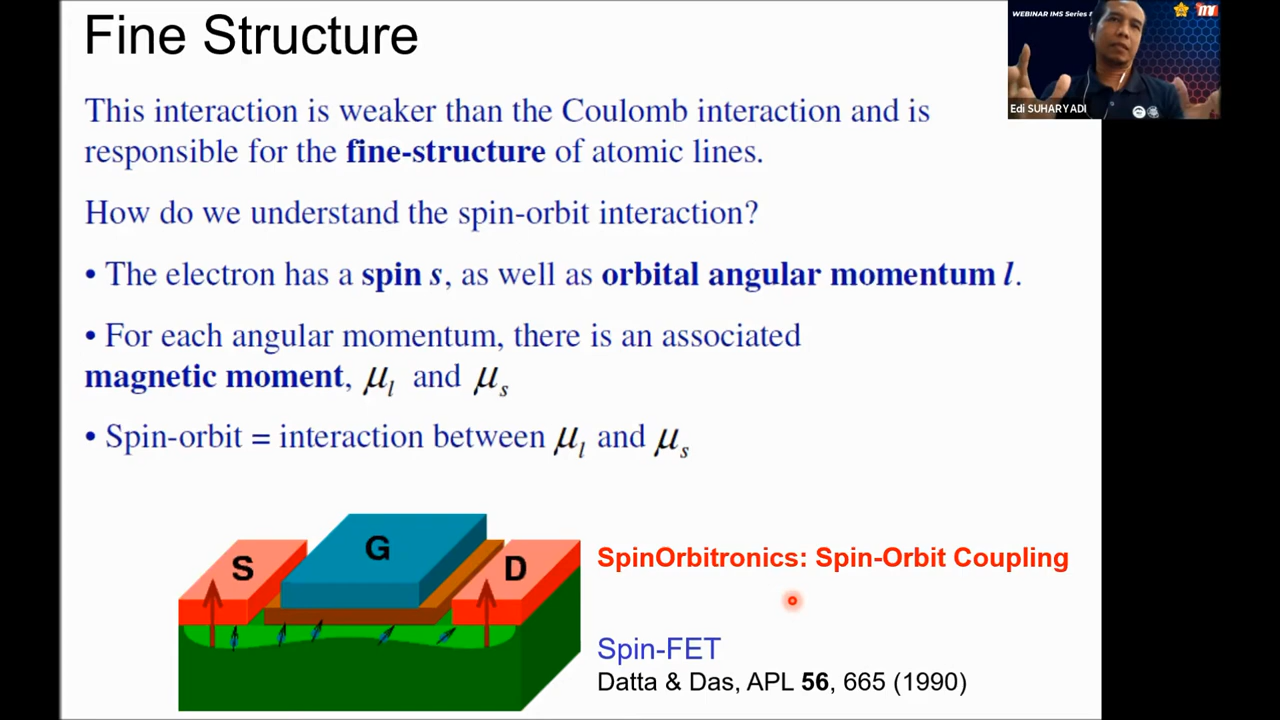 Fine Structure
WEBINAR IMS Series
Edi SUHARYADI
This interaction is weaker than the Coulomb interaction and is
responsible for the fine-structure of atomic lines.
How do we understand the spin-orbit interaction?
• The electron has a spin s, as well as orbital angular momentum l.
• For each angular momentum, there is an associated
magnetic moment, μl and μs
• Spin-orbit = interaction between μl and μs
S
G
D
SpinOrbitronics: Spin-Orbit Coupling
Spin-FET
Datta & Das, APL 56, 665 (1990)